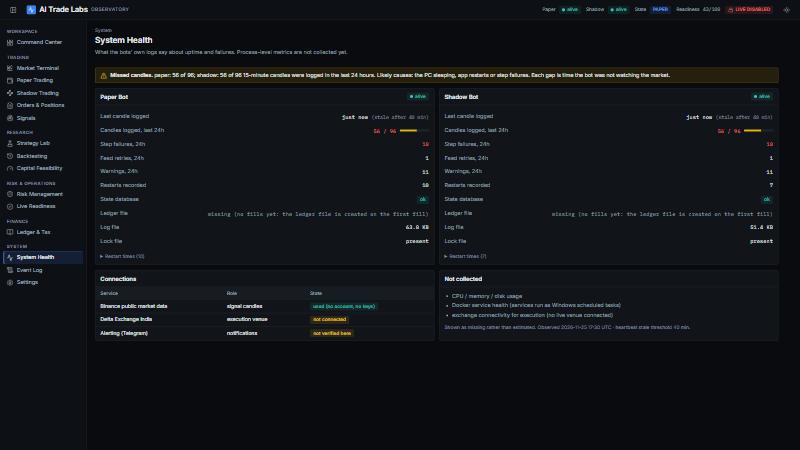 AI Trade Labs OBSERVATORY
Paper alive Shadow alive State PAPER Readiness 43/100 LIVE DISABLED
WORKSPACE
Command Center
TRADING
Market Terminal
Paper Trading
Shadow Trading
Orders & Positions
Signals
RESEARCH
Strategy Lab
Backtesting
Capital Feasibility
RISK & OPERATIONS
Risk Management
Live Readiness
FINANCE
Ledger & Tax
SYSTEM
System Health
Event Log
Settings
System
System Health
What the bots' own logs say about uptime and failures. Process-level metrics are not collected yet.
Missed candles. paper: 56 of 96; shadow: 56 of 96 15-minute candles were logged in the last 24 hours. Likely causes: the PC sleeping, app restarts or step failures. Each gap is time the bot was not watching the market.
Paper Bot alive
Last candle logged just now (stale after 40 min)
Candles logged, last 24h 56 / 96
Step failures, 24h 10
Feed retries, 24h 1
Warnings, 24h 11
Restarts recorded 10
State database ok
Ledger file missing (no fills yet: the ledger file is created on the first fill)
Log file 63.8 KB
Lock file present
Restart times (10)
Shadow Bot alive
Last candle logged just now (stale after 40 min)
Candles logged, last 24h 56 / 96
Step failures, 24h 10
Feed retries, 24h 1
Warnings, 24h 11
Restarts recorded 7
State database ok
Ledger file missing (no fills yet: the ledger file is created on the first fill)
Log file 51.4 KB
Lock file present
Restart times (7)
Connections
Service Role State
Binance public market data signal candles used (no account, no keys)
Delta Exchange India execution venue not connected
Alerting (Telegram) notifications not verified here
Not collected
• CPU / memory / disk usage
• Docker service health (services run as Windows scheduled tasks)
• exchange connectivity for execution (no live venue connected)
Shown as missing rather than estimated. Observed 2026-11-25 17:30 UTC · heartbeat stale threshold 40 min.